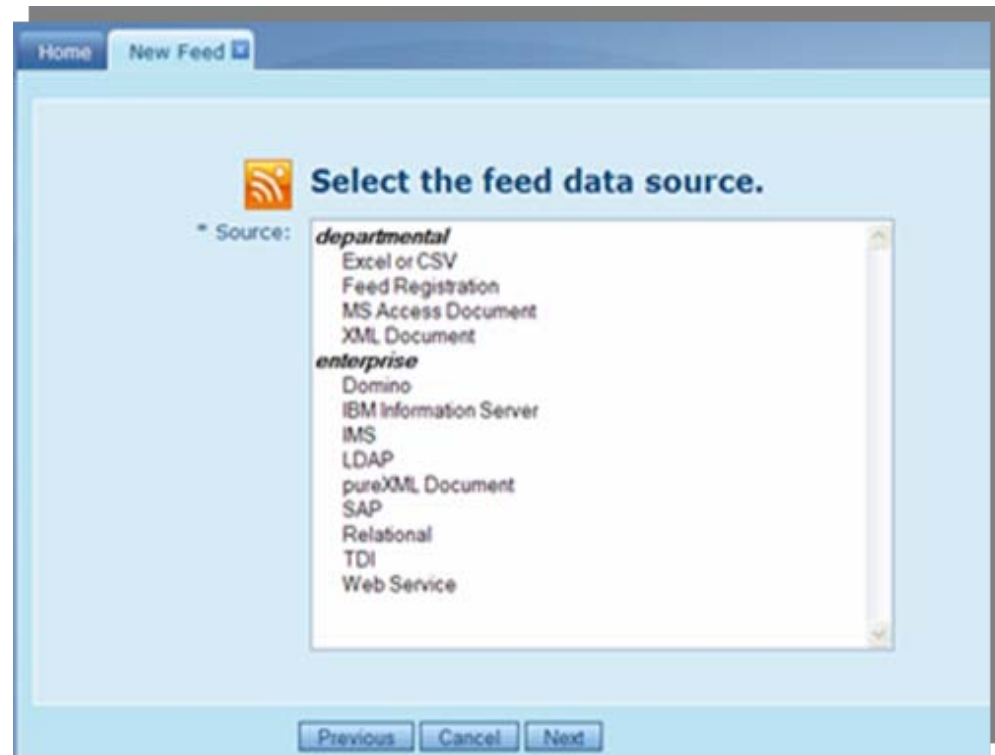 Home New Feed
Select the feed data source.
* Source:
departmental
Excel or CSV
Feed Registration
MS Access Document
XML Document
enterprise
Domino
IBM Information Server
IMS
LDAP
pureXML Document
SAP
Relational
TDI
Web Service
Previous Cancel Next